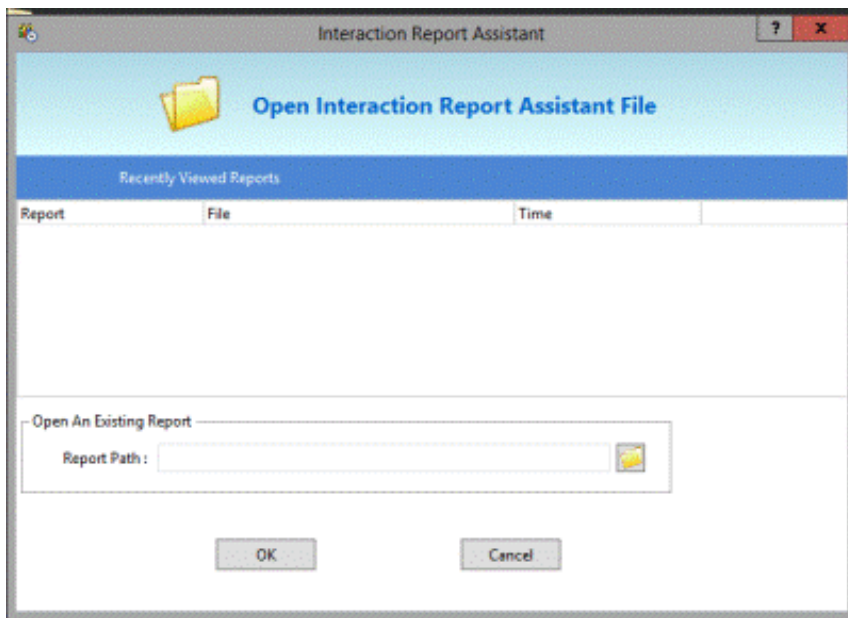 Interaction Report Assistant
? x
Open Interaction Report Assistant File
Recently Viewed Reports
Report File Time
Open An Existing Report
Report Path :
OK Cancel